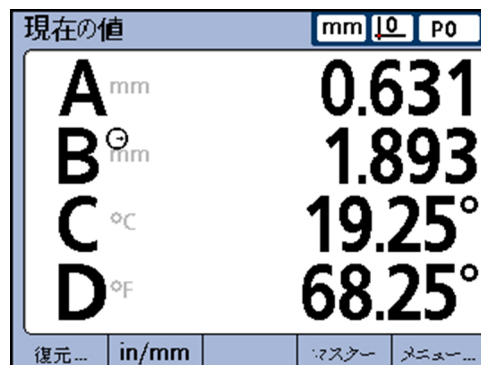 現在の値 mm 0 P0
A mm 0.631
B mm 1.893
C °C 19.25°
D °F 68.25°
復元... in/mm マスター メニュー...